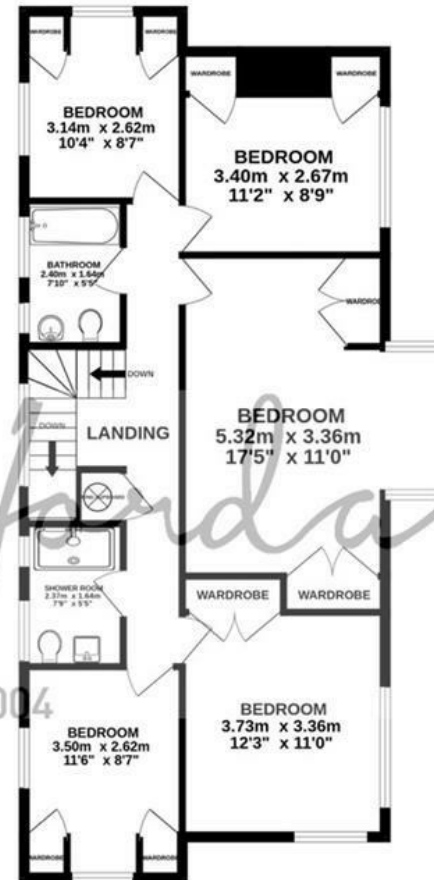 WARDROBE WARDROBE
BEDROOM
3.14m x 2.62m
10'4" x 8'7"
WARDROBE WARDROBE
BEDROOM
3.40m x 2.67m
11'2" x 8'9"
BATHROOM
2.40m x 1.64m
7'10" x 5'5"
WARDROBE
DOWN
DOWN
LANDING
BEDROOM
5.32m x 3.36m
17'5" x 11'0"
SHOWER ROOM
2.37m x 1.64m
7'9" x 5'5"
WARDROBE WARDROBE
BEDROOM
3.73m x 3.36m
12'3" x 11'0"
004
BEDROOM
3.50m x 2.62m
11'6" x 8'7"
WARDROBE WARDROBE